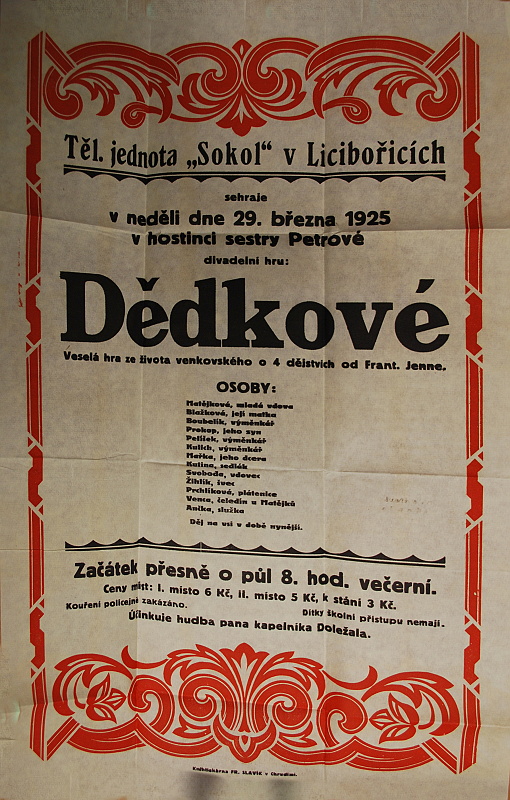 Těl. jednota „Sokol“ v Licibořicích
sehraje
v neděli dne 29. března 1925
v hostinci sestry Petrové
divadelní hru:
Dědkové
Veselá hra ze života venkovského o 4 dějstvích od Frant. Jenne.
OSOBY:
Matějková, mladá vdova
Blažková, její matka
Boubelík, výměnkář
Prokop, jeho syn
Pelíšek, výměnkář
Kalich, výměnkář
Mařka, jeho dcera
Kalina, sedlák
Svoboda, vdovec
Žihlík, švec
Prchlíková, plátenice
Venca, čeledín u Matějků
Ančka, služka
Děj na vsi v době nynější.
Začátek přesně o půl 8. hod. večerní.
Ceny míst: I. místo 6 Kč, II. místo 5 Kč, k stání 3 Kč.
Kouření policejně zakázáno. Dítky školní přístupu nemají.
Účinkuje hudba pana kapelníka Doležala.
Knihtiskárna FR. SLAVÍK v Chrudimi.